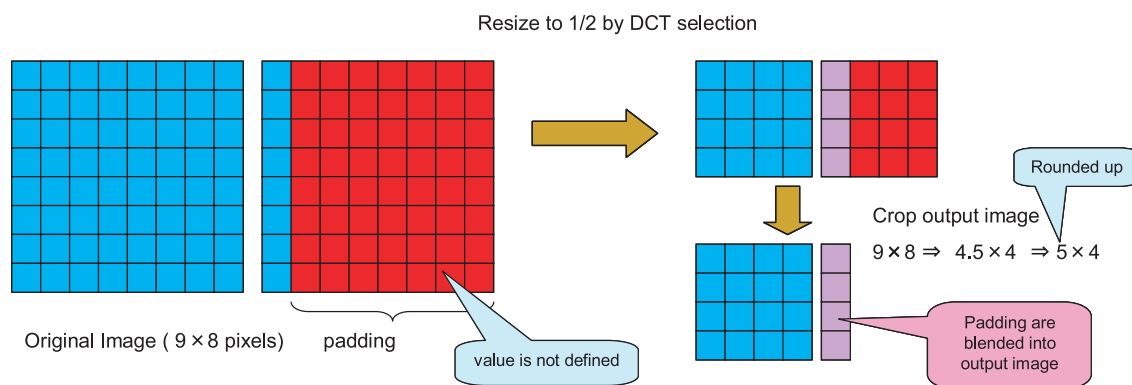 Resize to 1/2 by DCT selection
Rounded up
Crop output image
9×8 ⇒ 4.5×4 ⇒ 5×4
Original Image ( 9×8 pixels)
padding
value is not defined
Padding are
blended into
output image